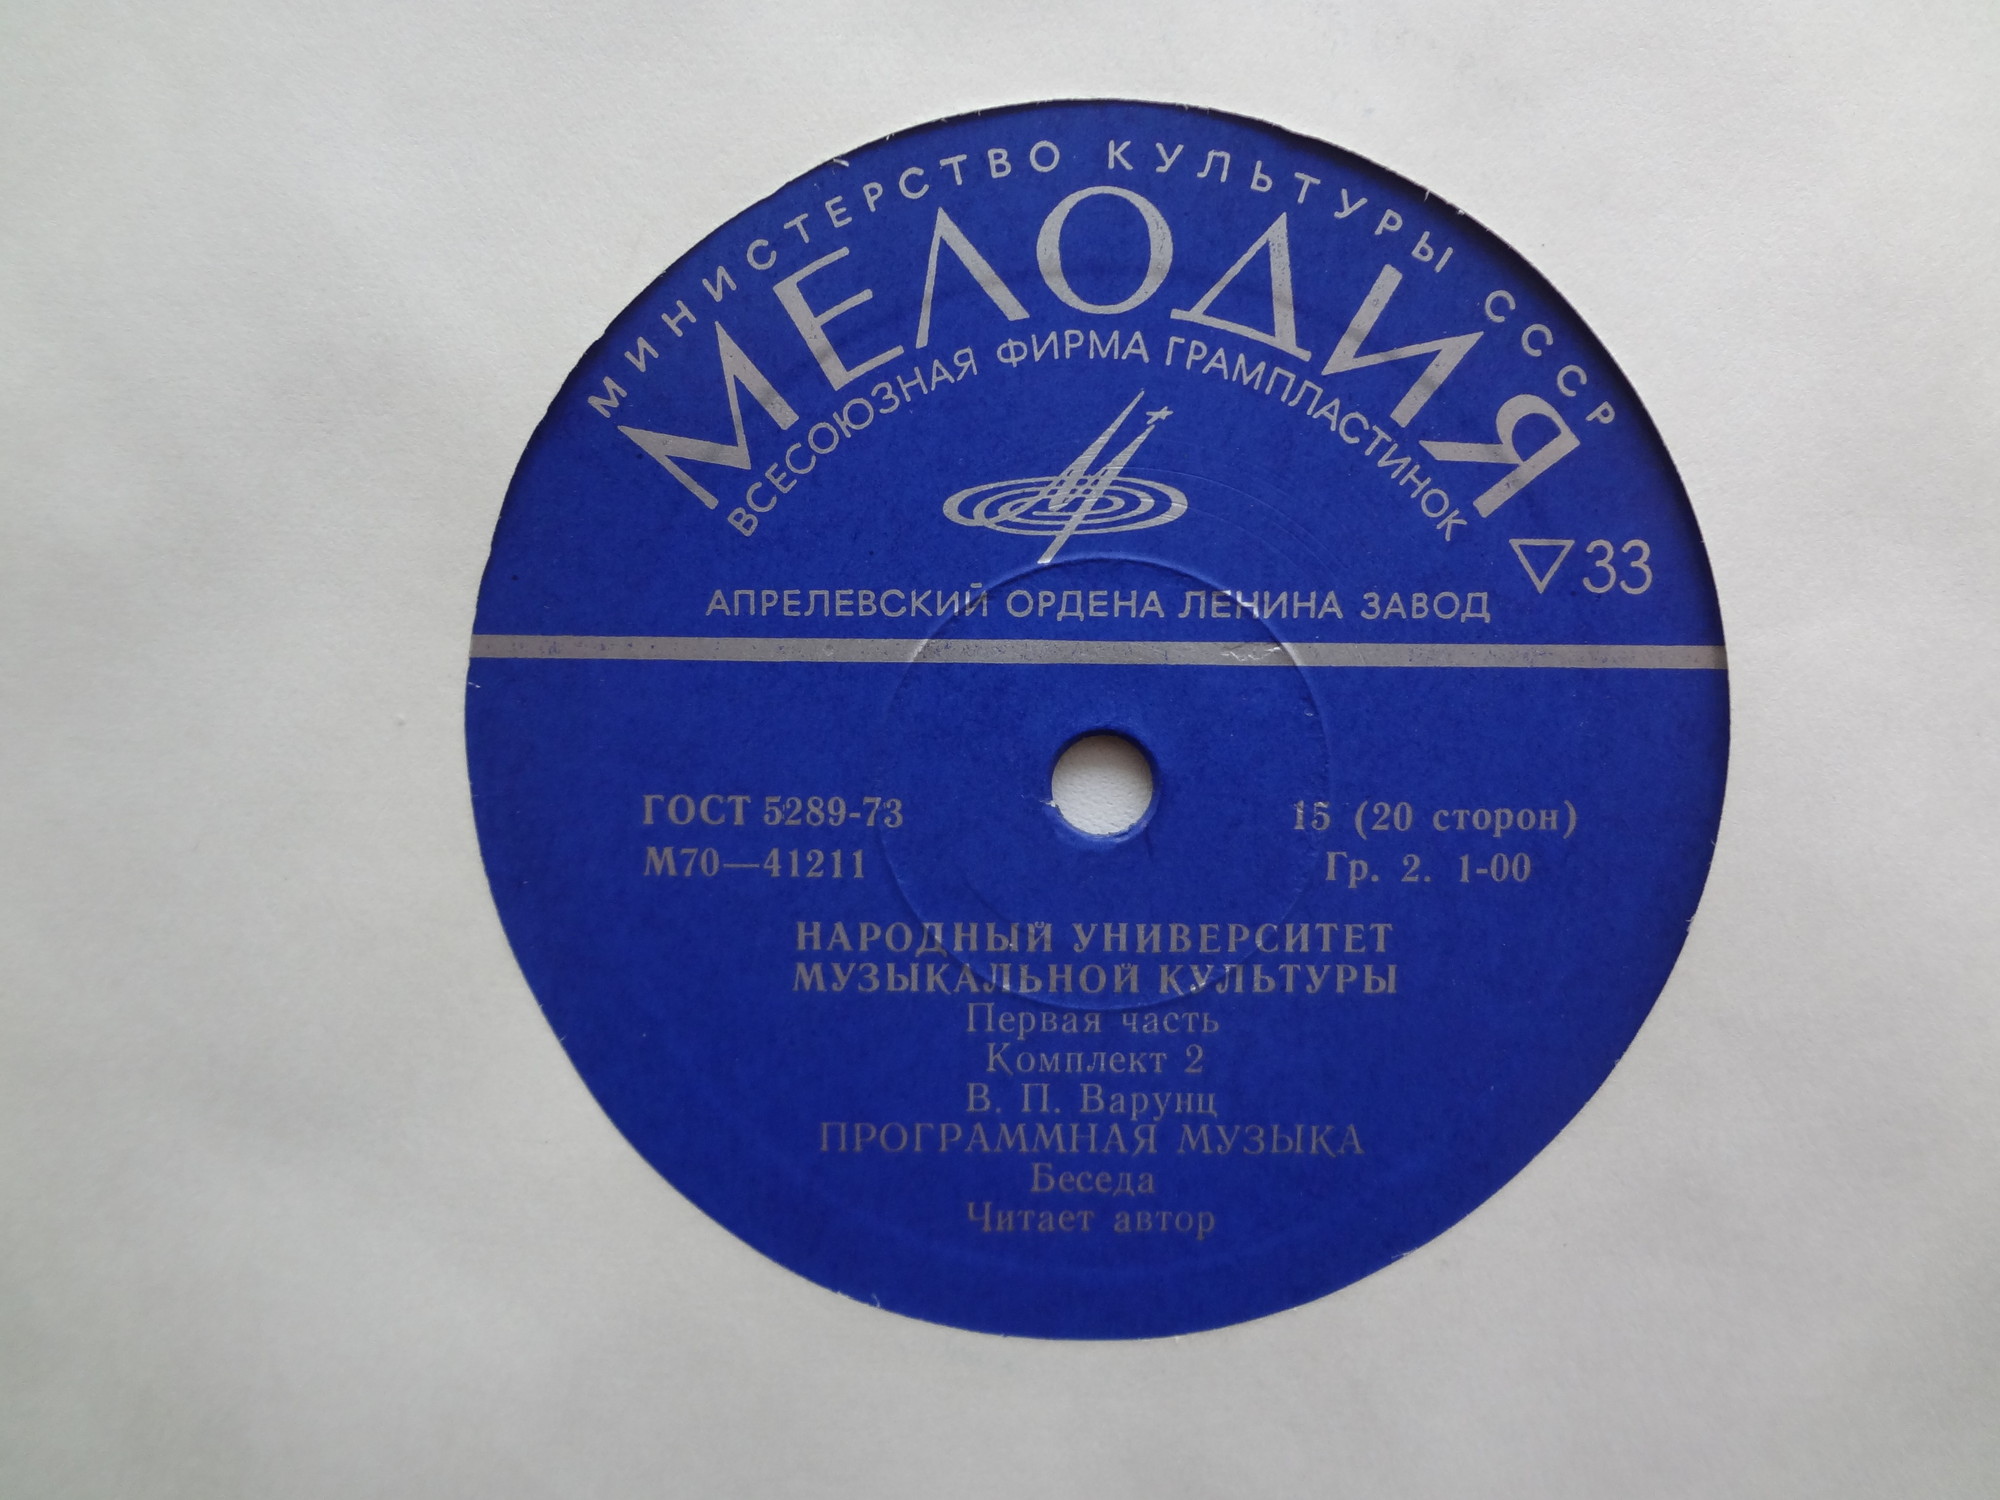 МИНИСТЕРСТВО КУЛЬТУРЫ СССР
МЕЛОДИЯ
ВСЕСОЮЗНАЯ ФИРМА ГРАМПЛАСТИНОК
33
АПРЕЛЕВСКИЙ ОРДЕНА ЛЕНИНА ЗАВОД
ГОСТ 5289-73
М70—41211
15 (20 сторон)
Гр. 2. 1-00
НАРОДНЫЙ УНИВЕРСИТЕТ
МУЗЫКАЛЬНОЙ КУЛЬТУРЫ
Первая часть
Комплект 2
В. П. Варунц
ПРОГРАММНАЯ МУЗЫКА
Беседа
Читает автор